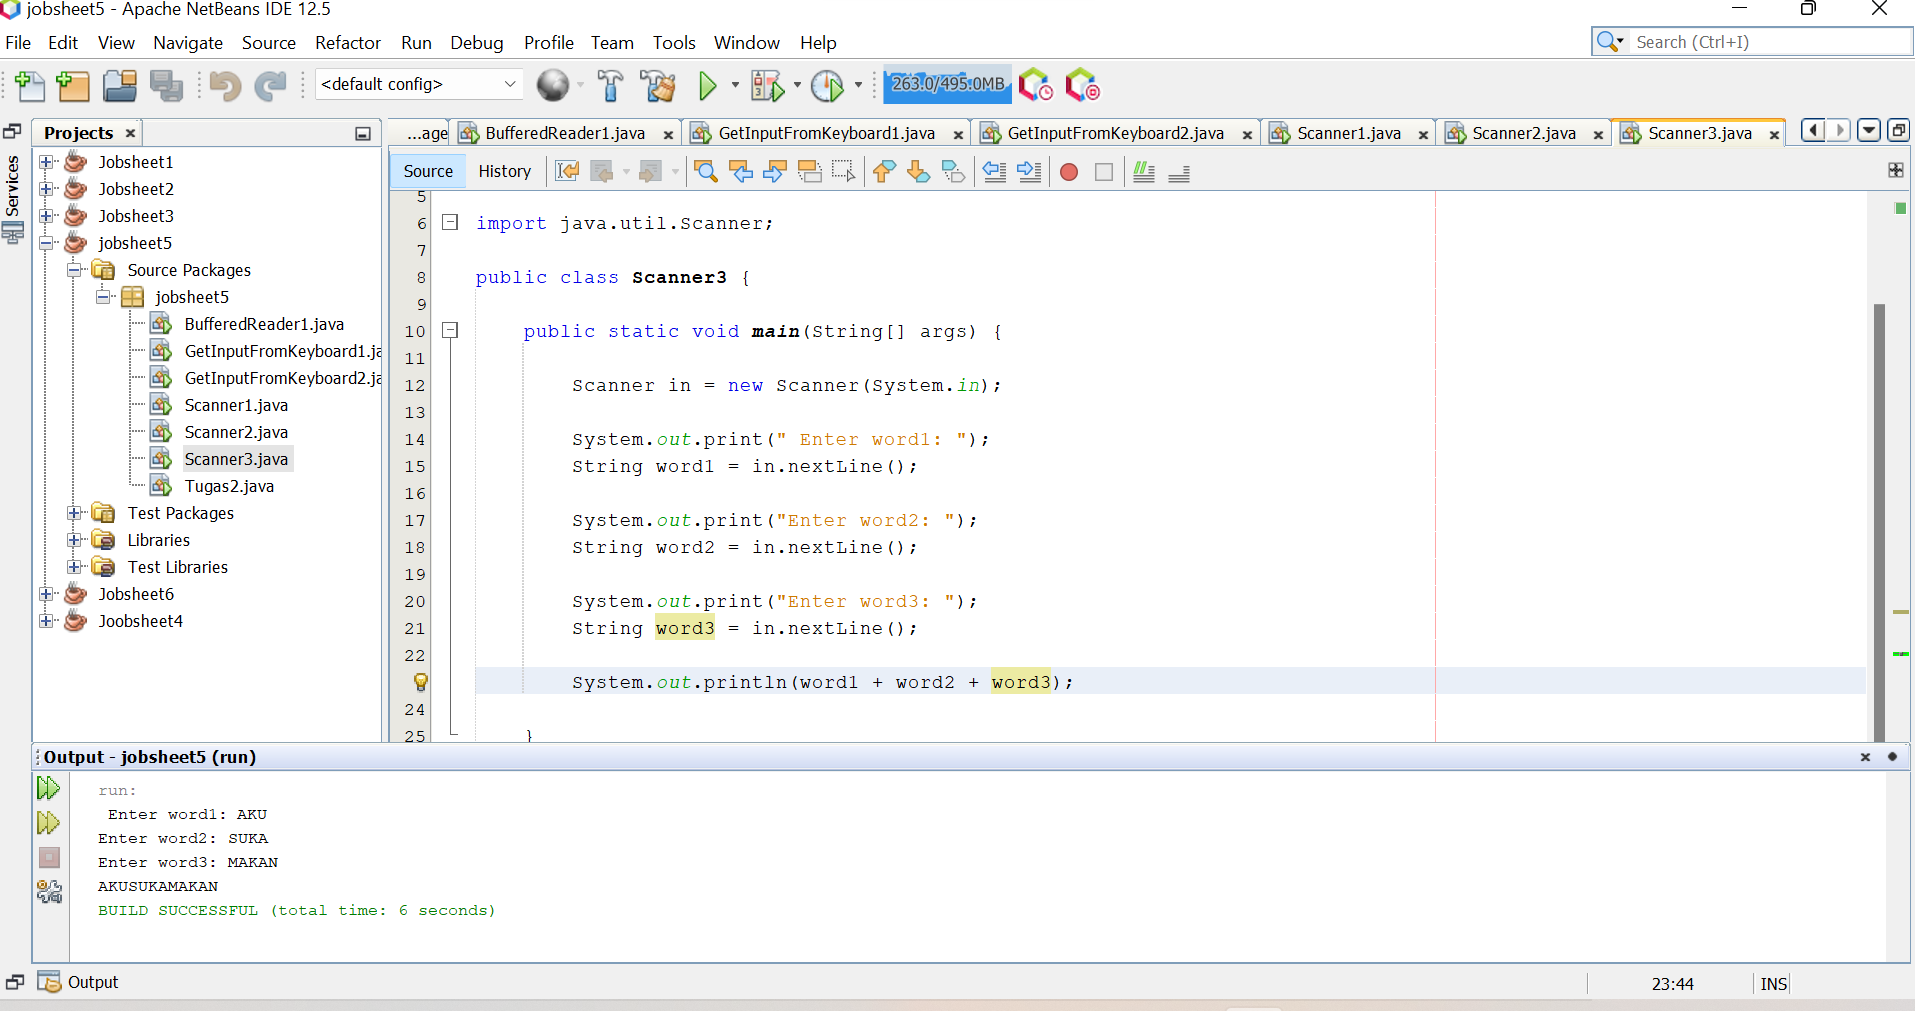 jobsheet5 - Apache NetBeans IDE 12.5
File Edit View Navigate Source Refactor Run Debug Profile Team Tools Window Help
Search (Ctrl+I)
<default config>
263.0/495.0MB
Services
Projects
Jobsheet1
Jobsheet2
Jobsheet3
jobsheet5
Source Packages
jobsheet5
BufferedReader1.java
GetInputFromKeyboard1.ja
GetInputFromKeyboard2.ja
Scanner1.java
Scanner2.java
Scanner3.java
Tugas2.java
Test Packages
Libraries
Test Libraries
Jobsheet6
Joobsheet4
...age BufferedReader1.java GetInputFromKeyboard1.java GetInputFromKeyboard2.java Scanner1.java Scanner2.java Scanner3.java
Source History
5
6 import java.util.Scanner;
7
8 public class Scanner3 {
9
10 public static void main(String[] args) {
11
12 Scanner in = new Scanner(System.in);
13
14 System.out.print(" Enter word1: ");
15 String word1 = in.nextLine();
16
17 System.out.print("Enter word2: ");
18 String word2 = in.nextLine();
19
20 System.out.print("Enter word3: ");
21 String word3 = in.nextLine();
22
System.out.println(word1 + word2 + word3);
24
25 }
Output - jobsheet5 (run)
run:
Enter word1: AKU
Enter word2: SUKA
Enter word3: MAKAN
AKUSUKAMAKAN
BUILD SUCCESSFUL (total time: 6 seconds)
Output
23:44 INS